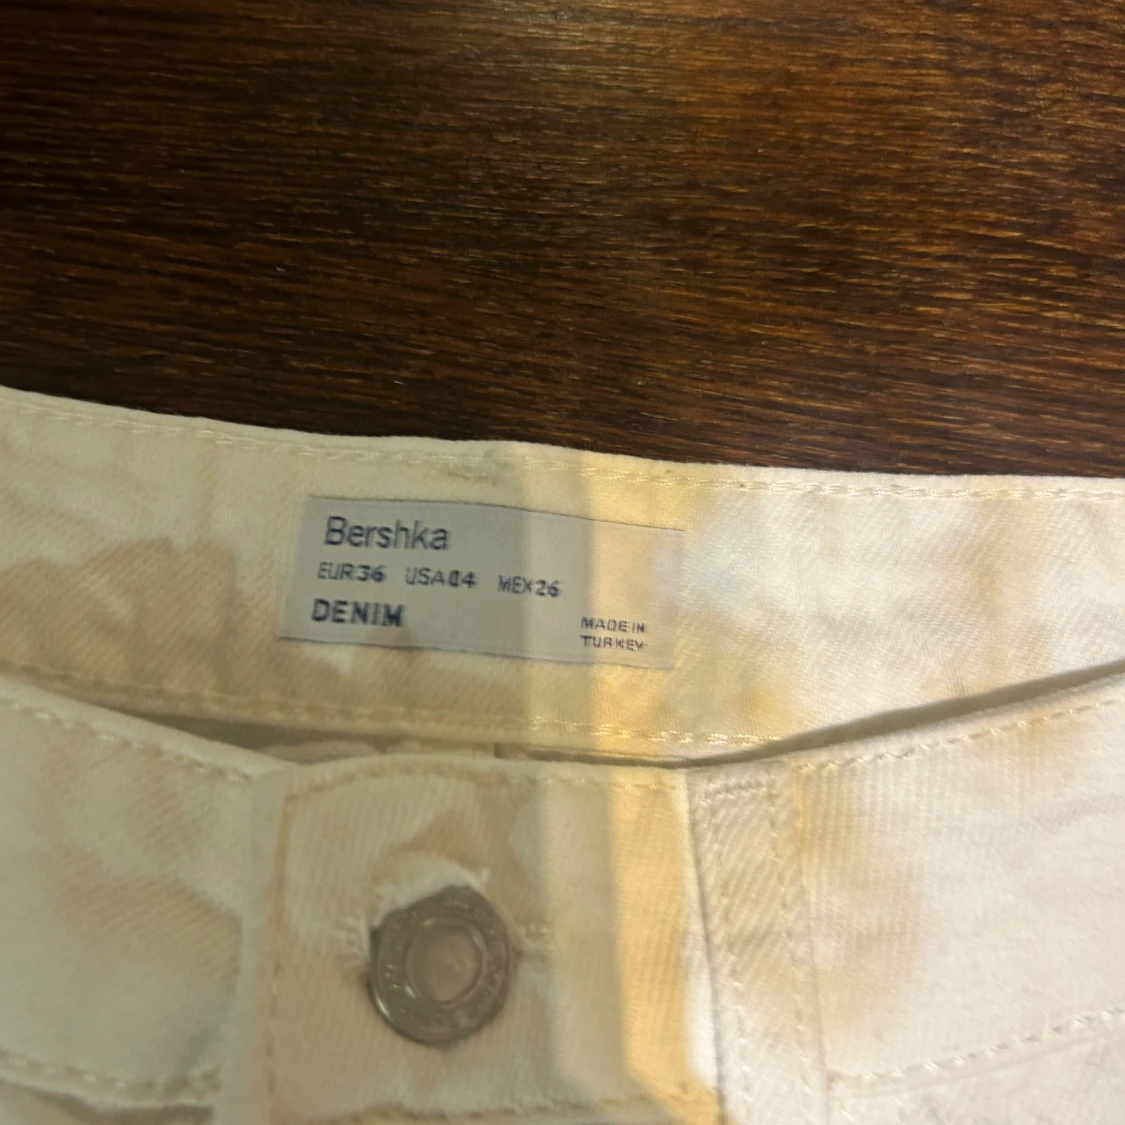 Bershka
EUR36 USA04 MEX26
DENIM
MADE IN
TURKEY